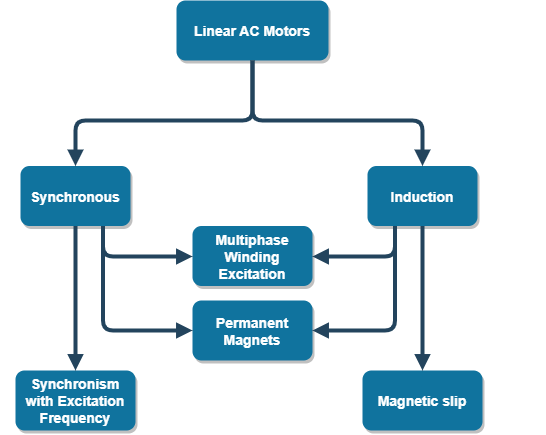 Linear AC Motors
Synchronous
Induction
Multiphase
Winding
Excitation
Permanent
Magnets
Synchronism
with Excitation
Frequency
Magnetic slip